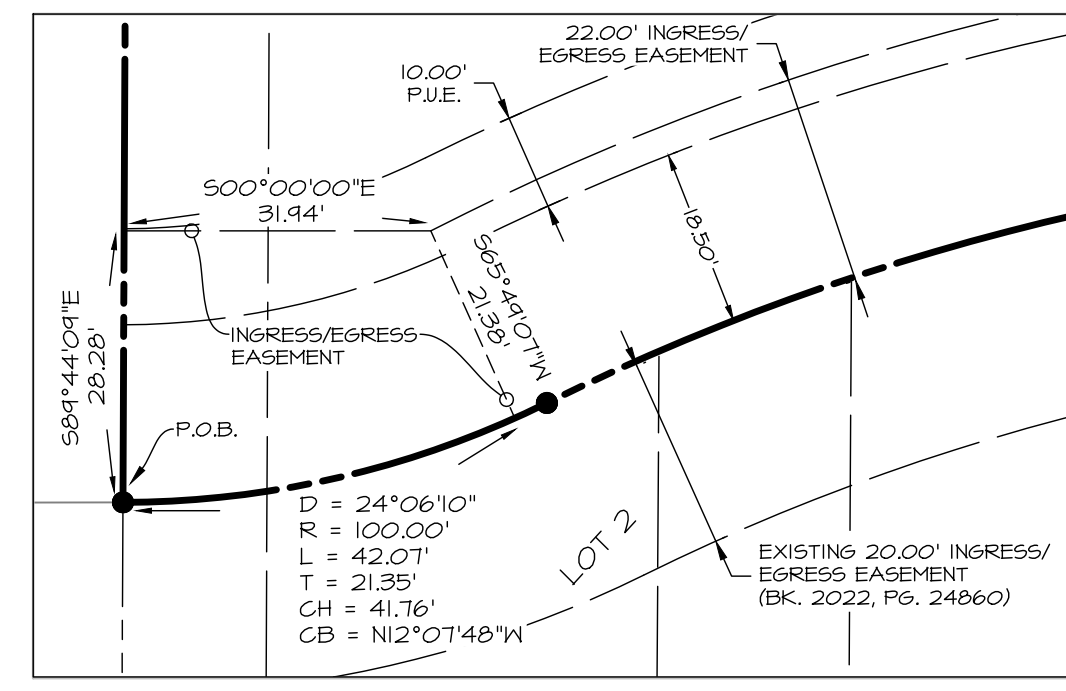 22.00' INGRESS/
EGRESS EASEMENT
10.00'
P.U.E.
S00°00'00"E
31.94'
18.50'
S65°49'07"W
21.38'
S89°44'09"E
28.28'
INGRESS/EGRESS
EASEMENT
P.O.B.
D = 24°06'10"
R = 100.00'
L = 42.07'
T = 21.35'
CH = 41.76'
CB = N12°07'48"W
LOT 2
EXISTING 20.00' INGRESS/
EGRESS EASEMENT
(BK. 2022, PG. 24860)